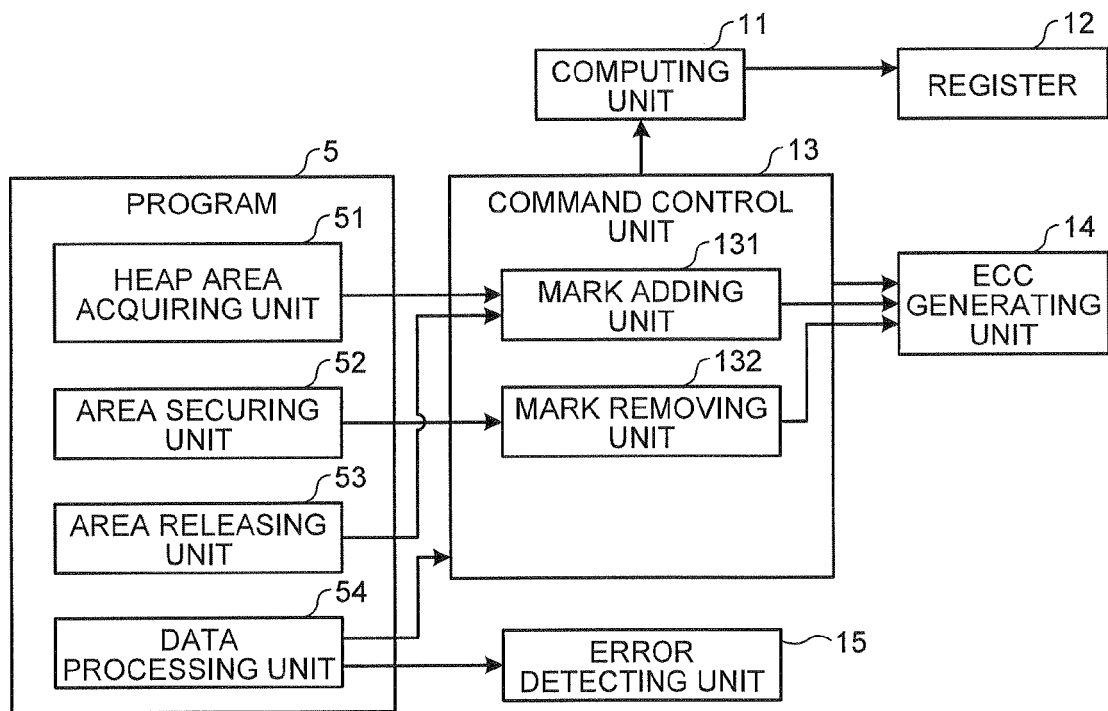 11
COMPUTING
UNIT
12
REGISTER
5
PROGRAM
51
HEAP AREA
ACQUIRING UNIT
52
AREA SECURING
UNIT
53
AREA RELEASING
UNIT
54
DATA
PROCESSING UNIT
13
COMMAND CONTROL
UNIT
131
MARK ADDING
UNIT
132
MARK REMOVING
UNIT
14
ECC
GENERATING
UNIT
15
ERROR
DETECTING UNIT